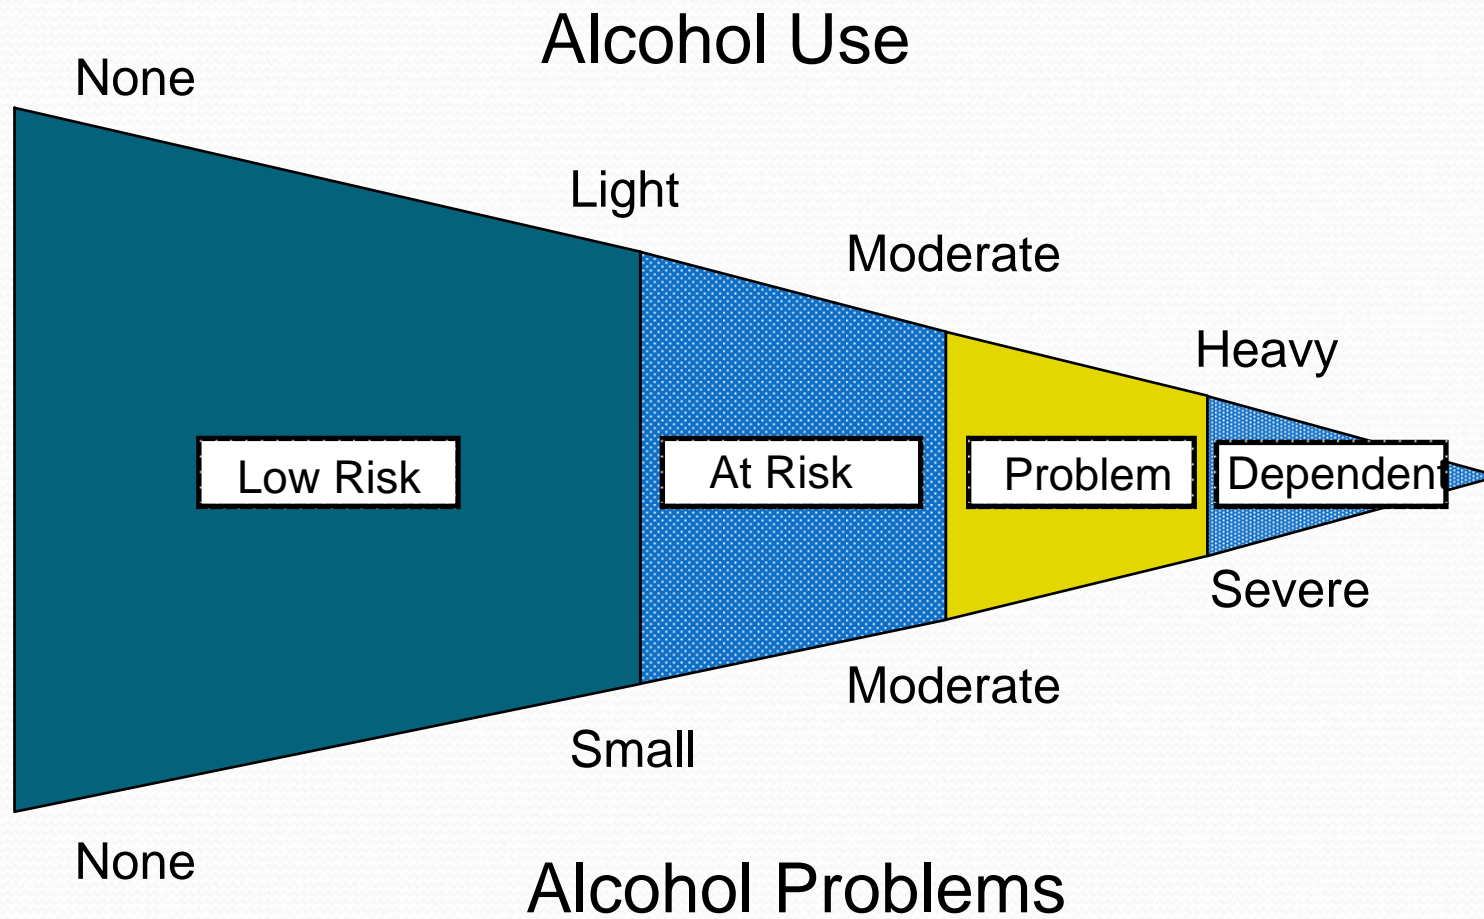 Alcohol Use
None
Light
Moderate
Heavy
Low Risk
At Risk
Problem
Dependent
Severe
Moderate
Small
None
Alcohol Problems